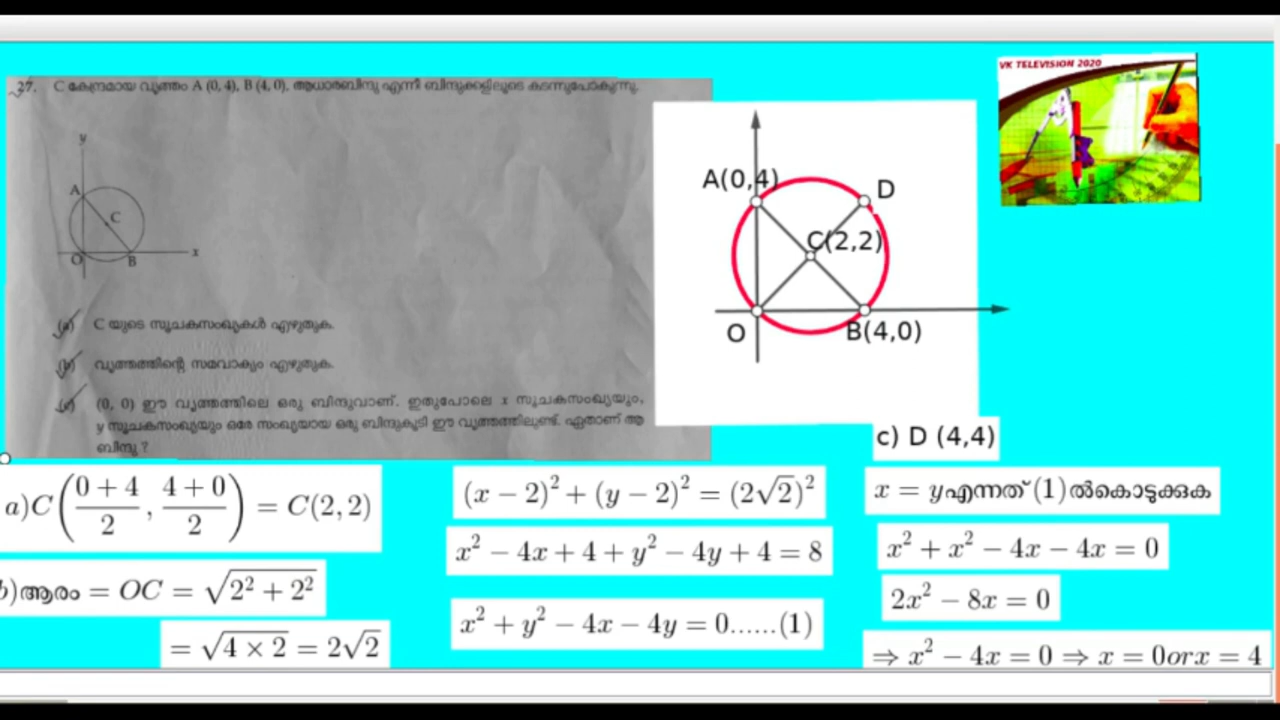 VK TELEVISION 2020
27. C കേന്ദ്രമായ വൃത്തം A (0, 4), B (4, 0), ആധാരബിന്ദു എന്നീ ബിന്ദുക്കളിലൂടെ കടന്നുപോകുന്നു.
y
A
C
O
B
x
(a) C യുടെ സൂചകസംഖ്യകൾ എഴുതുക.
(b) വൃത്തത്തിന്റെ സമവാക്യം എഴുതുക.
(c) (0, 0) ഈ വൃത്തത്തിലെ ഒരു ബിന്ദുവാണ്. ഇതുപോലെ x സൂചകസംഖ്യയും,
y സൂചകസംഖ്യയും ഒരേ സംഖ്യയായ ഒരു ബിന്ദുകൂടി ഈ വൃത്തത്തിലുണ്ട്. ഏതാണ് ആ
ബിന്ദു ?
A(0,4)
D
C(2,2)
O
B(4,0)
a)C((0+4)/2, (4+0)/2) = C(2,2)
b)ആരം = OC = √(2² + 2²)
= √(4 × 2) = 2√2
(x − 2)² + (y − 2)² = (2√2)²
x² − 4x + 4 + y² − 4y + 4 = 8
x² + y² − 4x − 4y = 0......(1)
c) D (4,4)
x = yഎന്നത് (1) ൽകൊടുക്കുക
x² + x² − 4x − 4x = 0
2x² − 8x = 0
⇒ x² − 4x = 0 ⇒ x = 0orx = 4